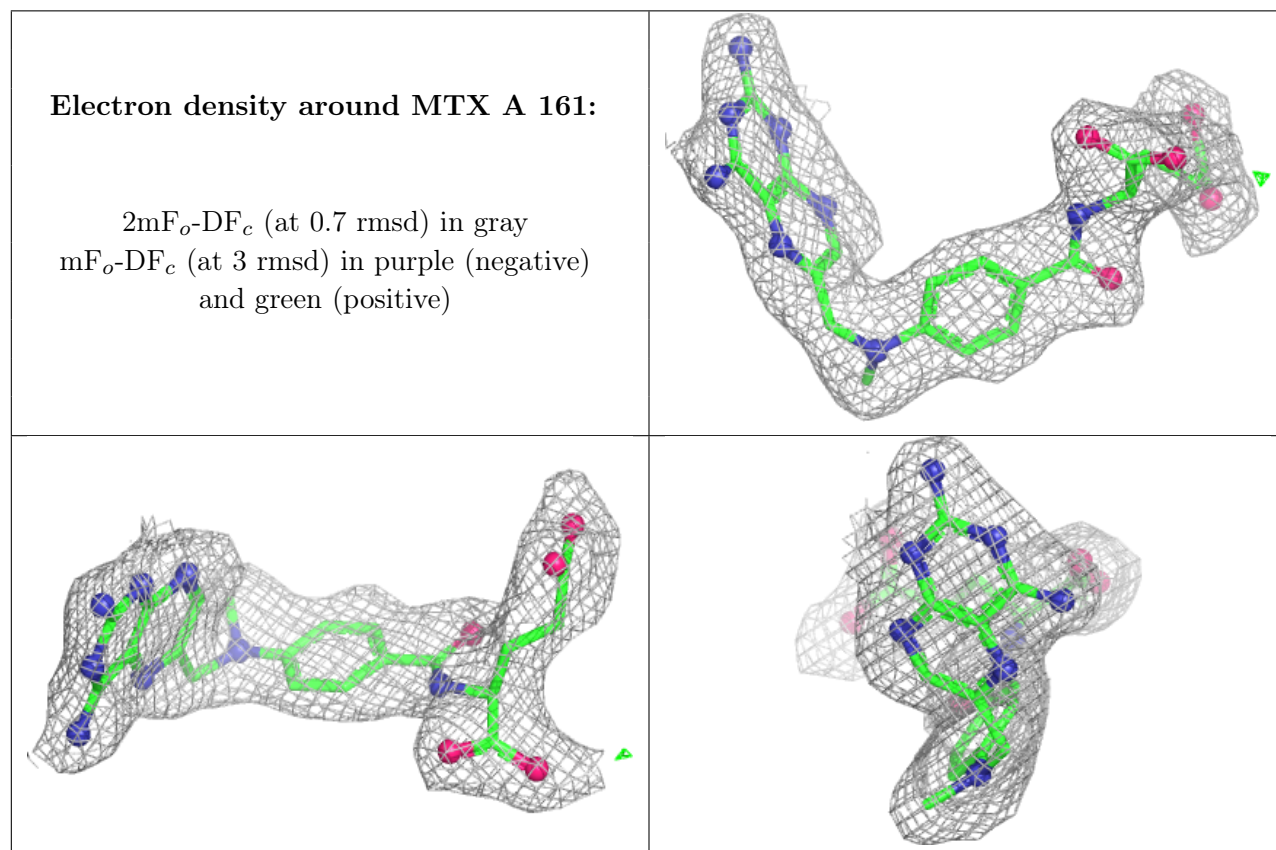 Electron density around MTX A 161:
2mFo-DFc (at 0.7 rmsd) in gray
mFo-DFc (at 3 rmsd) in purple (negative)
and green (positive)